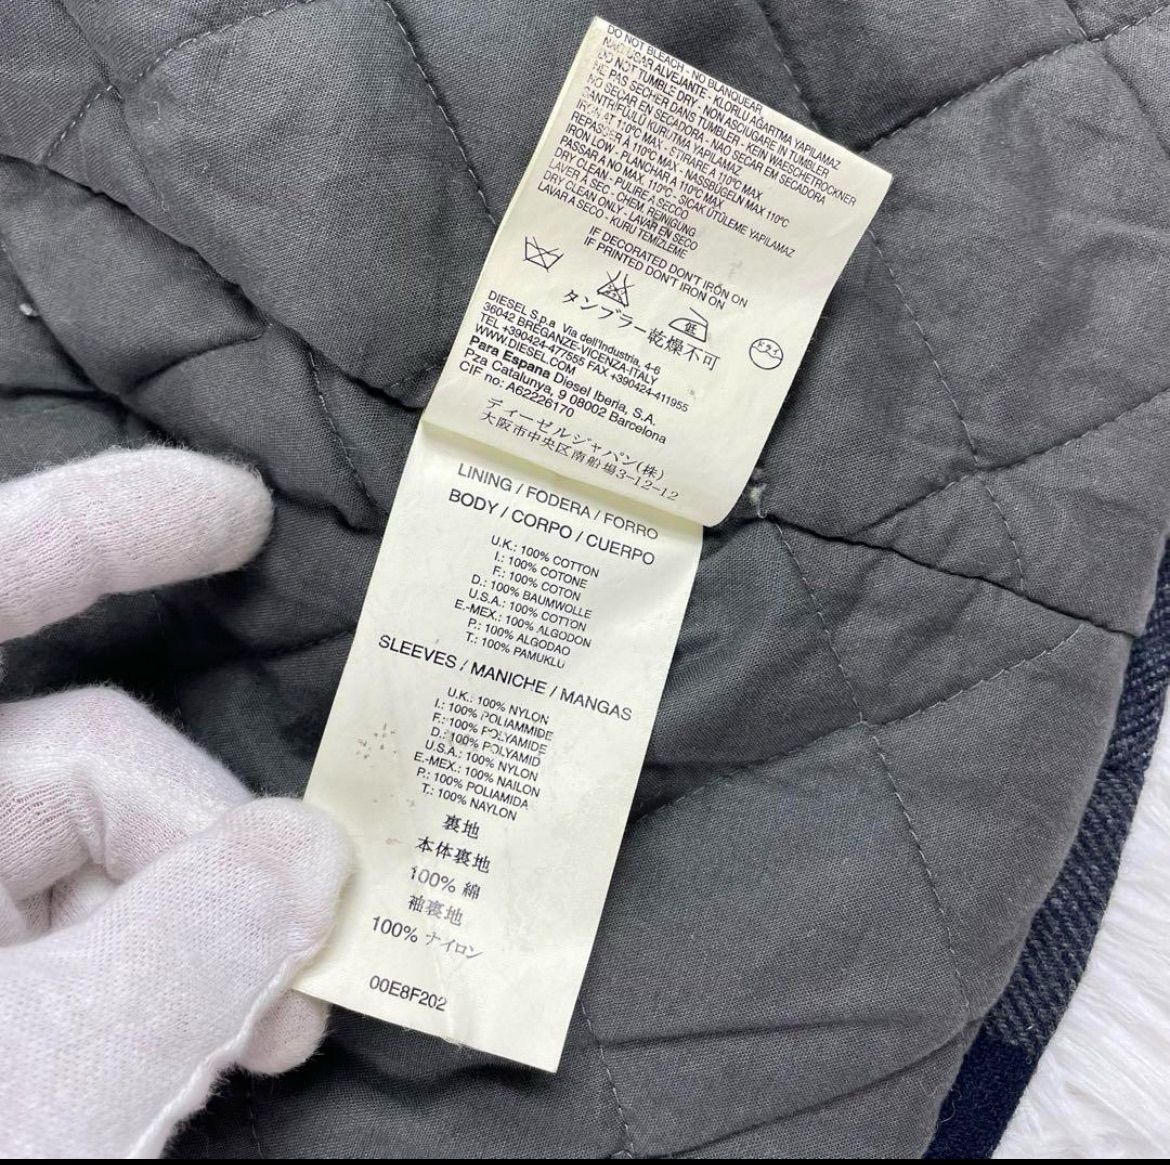 DO NOT BLEACH - NO BLANQUEAR
NAO USAR ALVEJANTE - KLORLU AĞARTMA YAPILAMAZ
DO NOT TUMBLE DRY - NON ASCIUGARE IN TUMBLER
NE PAS SECHER DANS TUMBLER - KEIN WAESCHETROCKNER
NO SECAR EN SECADORA - NAO SECAR EM SECADORA
SANTRIFÜJLÜ KURUTMA YAPILAMAZ
IRON AT 110°C MAX - STIRARE A 110°C MAX
REPASSER A 110°C MAX - NASSBÜGELN MAX 110°C
IRON LOW - PLANCHAR A 110°C MAX
PASSAR A NO MAX. 110°C - SICAK ÜTÜLEME YAPILAMAZ
DRY CLEAN - PULIRE A SECCO
LAVER A SEC - CHEM REINIGUNG
DRY CLEAN ONLY - LAVAR EN SECO
LAVAR A SECO - KURU TEMIZLEME
IF DECORATED DON'T IRON ON
IF PRINTED DON'T IRON ON
低
ドライ
タンブラー乾燥不可
DIESEL S.p.a Via dell'Industria, 4-6
36042 BREGANZE-VICENZA-ITALY
TEL +390424-477555 FAX +390424-411955
WWW.DIESEL.COM
Para Espana Diesel Iberia, S.A.
Pza Catalunya, 9 08002 Barcelona
CIF no: A62226170
ディーゼルジャパン(株)
大阪市中央区南船場3-12-12
LINING / FODERA / FORRO
BODY / CORPO / CUERPO
U.K.: 100% COTTON
I.: 100% COTONE
F.: 100% COTON
D.: 100% BAUMWOLLE
U.S.A.: 100% COTTON
E.-MEX.: 100% ALGODON
P.: 100% ALGODAO
T.: 100% PAMUKLU
SLEEVES / MANICHE / MANGAS
U.K.: 100% NYLON
I.: 100% POLIAMMIDE
F.: 100% POLYAMIDE
D.: 100% POLYAMID
U.S.A.: 100% NYLON
E.-MEX.: 100% NAILON
P.: 100% POLIAMIDA
T.: 100% NAYLON
裏地
本体裏地
100% 綿
袖裏地
100% ナイロン
00E8F202